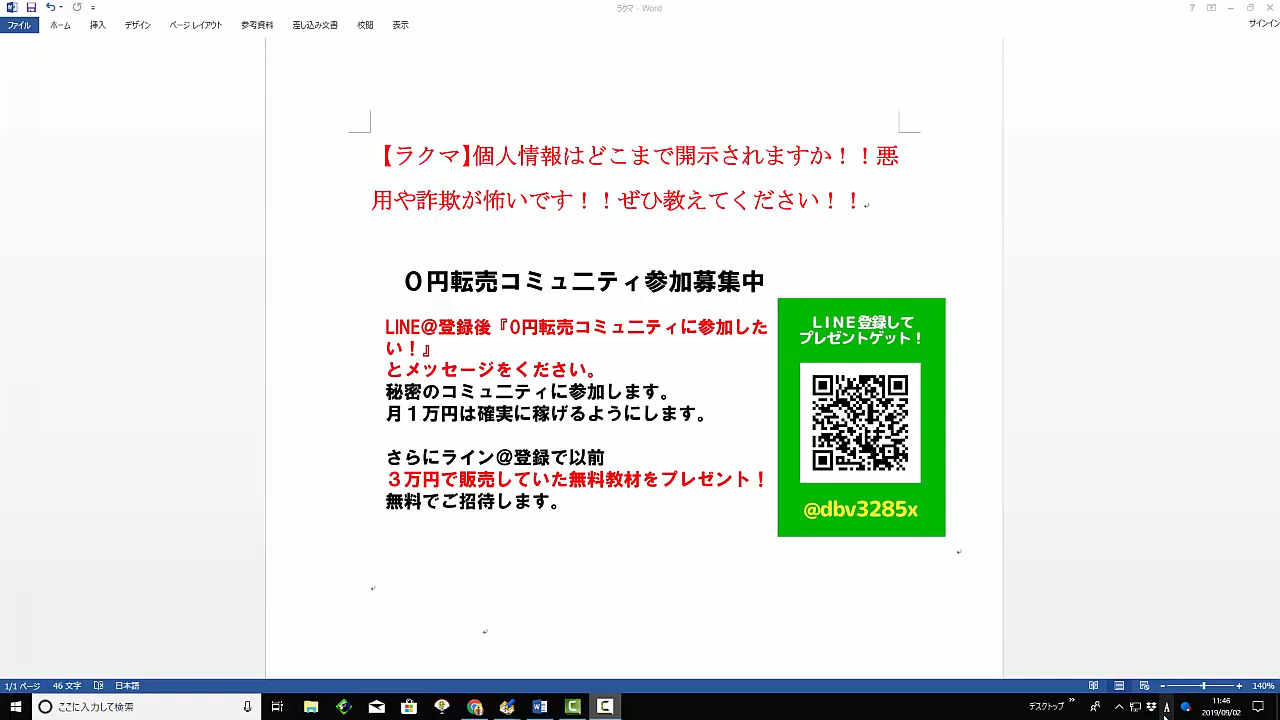 ラクマ - Word
ファイル ホーム 挿入 デザイン ページ レイアウト 参考資料 差し込み文書 校閲 表示
サインイン
【ラクマ】個人情報はどこまで開示されますか！！悪
用や詐欺が怖いです！！ぜひ教えてください！！
０円転売コミュニティ参加募集中
LINE@登録後『0円転売コミュニティに参加した
い！』
とメッセージをください。
秘密のコミュニティに参加します。
月１万円は確実に稼げるようにします。
さらにライン@登録で以前
３万円で販売していた無料教材をプレゼント！
無料でご招待します。
ＬＩＮＥ登録して
プレゼントゲット！
@dbv3285x
1/1 ページ 46 文字 日本語
140%
ここに入力して検索
デスクトップ
11:46
2019/09/02